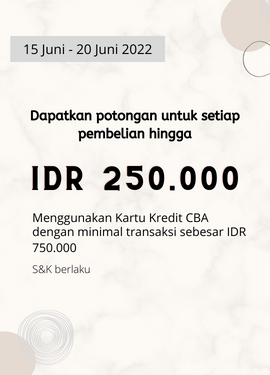 15 Juni - 20 Juni 2022
Dapatkan potongan untuk setiap
pembelian hingga
IDR 250.000
Menggunakan Kartu Kredit CBA
dengan minimal transaksi sebesar IDR
750.000
S&K berlaku